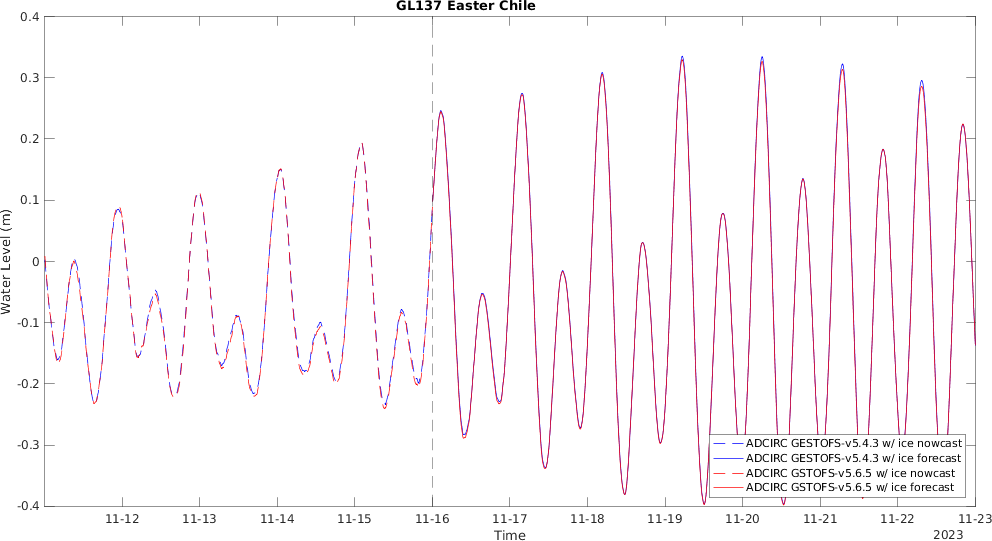 GL137 Easter Chile
0.4
0.3
0.2
0.1
0
-0.1
-0.2
-0.3
-0.4
Water Level (m)
ADCIRC GESTOFS-v5.4.3 w/ ice nowcast
ADCIRC GESTOFS-v5.4.3 w/ ice forecast
ADCIRC GSTOFS-v5.6.5 w/ ice nowcast
ADCIRC GSTOFS-v5.6.5 w/ ice forecast
11-12 11-13 11-14 11-15 11-16 11-17 11-18 11-19 11-20 11-21 11-22 11-23
Time
2023